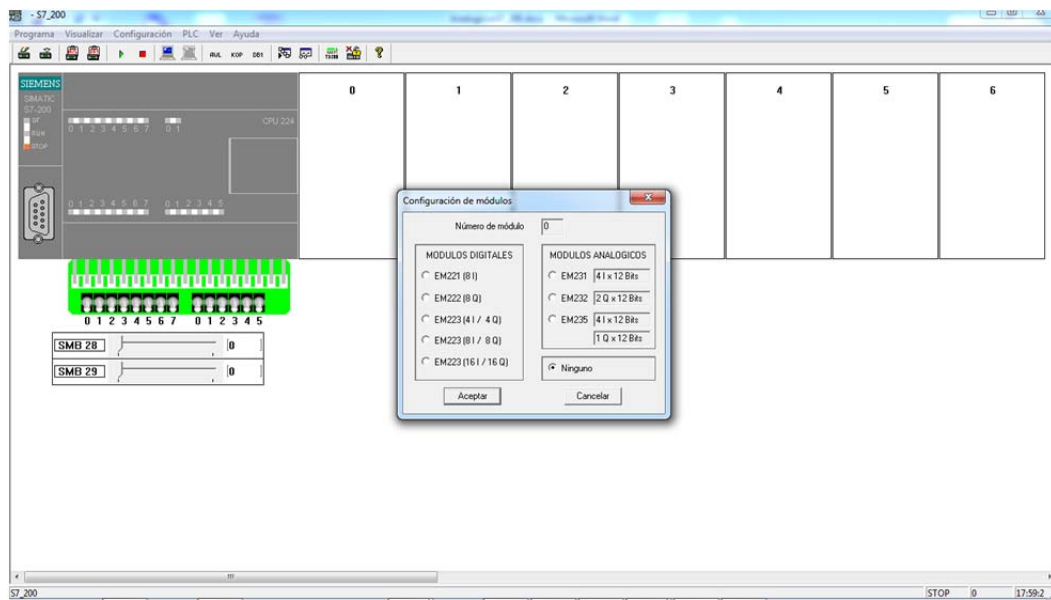 - S7_200
Programa Visualizar Configuración PLC Ver Ayuda
AWL KOP DB1
SIEMENS
SIMATIC
S7-200
SF
RUN
STOP
0 1 2 3 4 5 6 7 0 1
CPU 224
0 1 2 3 4 5 6 7 0 1 2 3 4 5
0 1 2 3 4 5 6
0 1 2 3 4 5 6 7 0 1 2 3 4 5
SMB 28 0
SMB 29 0
Configuración de módulos
Número de módulo 0
MODULOS DIGITALES
EM221 (8 I)
EM222 (8 Q)
EM223 (4 I / 4 Q)
EM223 (8 I / 8 Q)
EM223 (16 I / 16 Q)
MODULOS ANALOGICOS
EM231 4 I x 12 Bits
EM232 2 Q x 12 Bits
EM235 4 I x 12 Bits
1 Q x 12 Bits
Ninguno
Aceptar Cancelar
S7_200 STOP 0 17:59:2